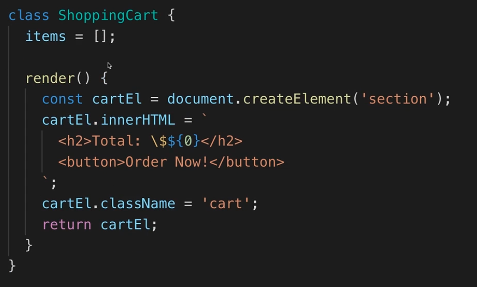 class ShoppingCart {
  items = [];

  render() {
    const cartEl = document.createElement('section');
    cartEl.innerHTML = `
      <h2>Total: \$${0}</h2>
      <button>Order Now!</button>
    `;
    cartEl.className = 'cart';
    return cartEl;
  }
}